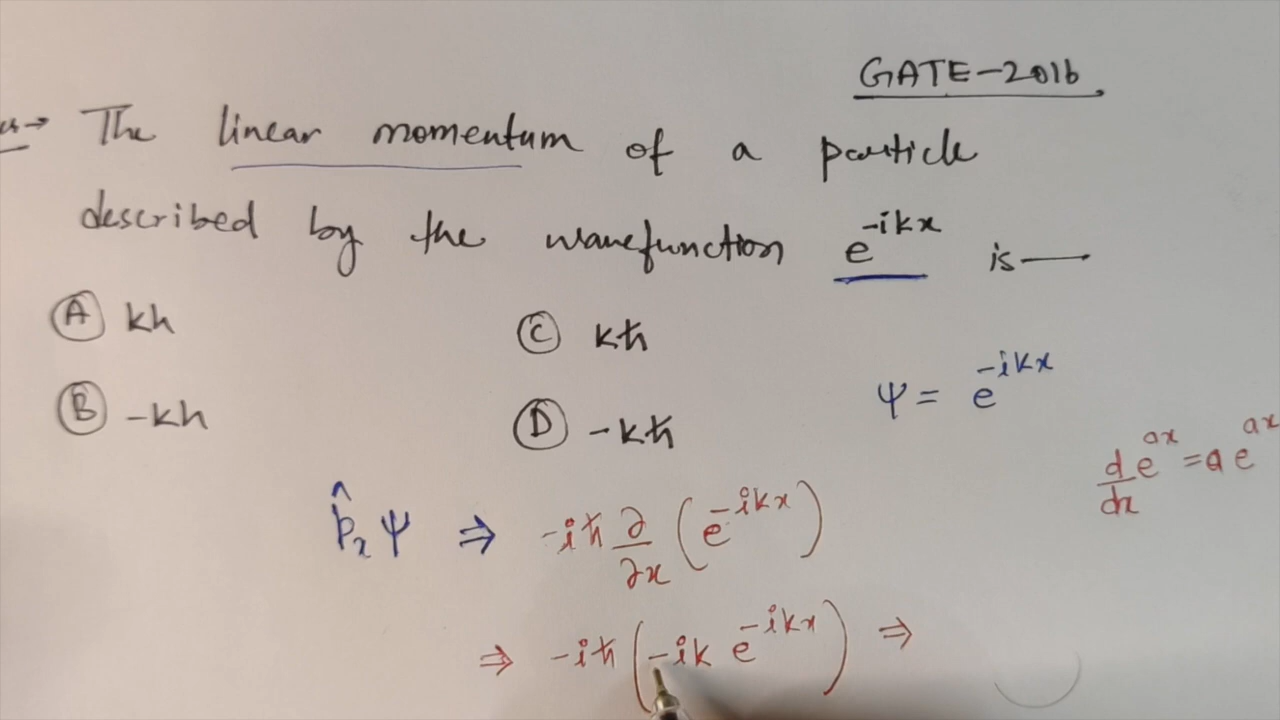 GATE-2016
The linear momentum of a particle
described by the wavefunction e^{-ikx} is —
Ⓐ kh
Ⓒ kħ
Ⓑ -kh
Ⓓ -kħ
ψ = e^{-ikx}
d/dx e^{ax} = a e^{ax}
p̂ₓ ψ ⇒ -iħ ∂/∂x (e^{-ikx})
⇒ -iħ (-ik e^{-ikx}) ⇒